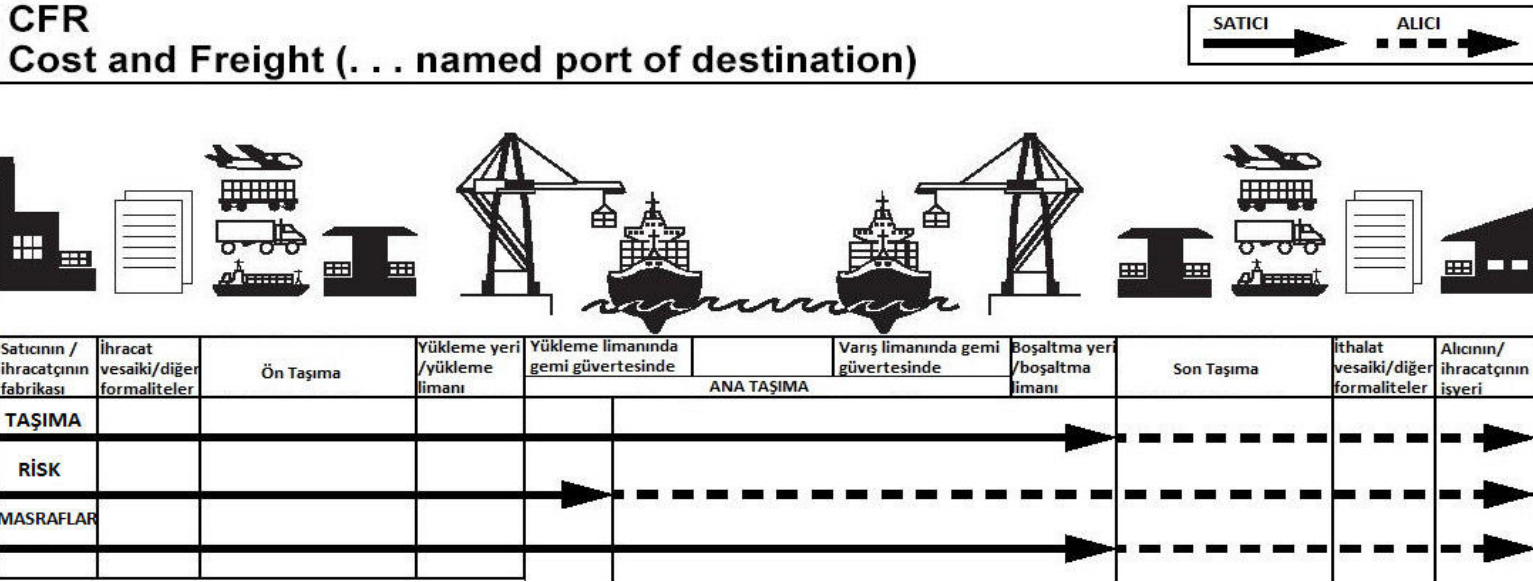 CFR
Cost and Freight (. . . named port of destination)
SATICI
ALICI
Satıcının /
ihracatçının
fabrikası
İhracat
vesaiki/diğer
formaliteler
Ön Taşıma
Yükleme yeri
/yükleme
limanı
Yükleme limanında
gemi güvertesinde
Varış limanında gemi
güvertesinde
ANA TAŞIMA
Boşaltma yeri
/boşaltma
limanı
Son Taşıma
İthalat
vesaiki/diğer
formaliteler
Alıcının/
ihracatçının
işyeri
TAŞIMA
RİSK
MASRAFLAR